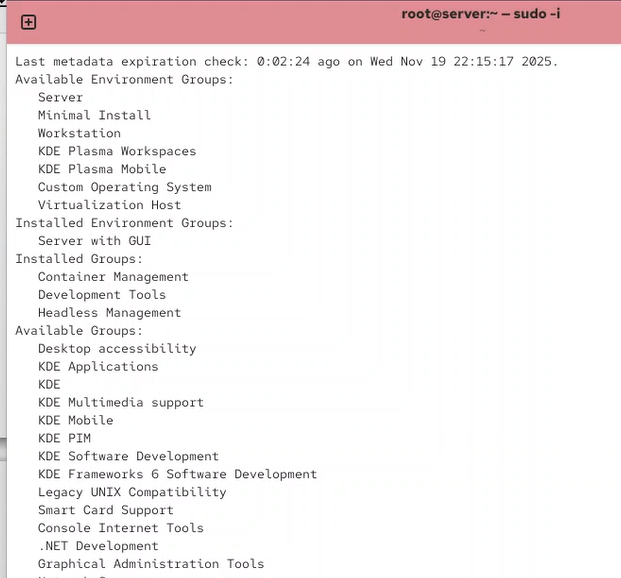 root@server:~ — sudo -i
~
Last metadata expiration check: 0:02:24 ago on Wed Nov 19 22:15:17 2025.
Available Environment Groups:
Server
Minimal Install
Workstation
KDE Plasma Workspaces
KDE Plasma Mobile
Custom Operating System
Virtualization Host
Installed Environment Groups:
Server with GUI
Installed Groups:
Container Management
Development Tools
Headless Management
Available Groups:
Desktop accessibility
KDE Applications
KDE
KDE Multimedia support
KDE Mobile
KDE PIM
KDE Software Development
KDE Frameworks 6 Software Development
Legacy UNIX Compatibility
Smart Card Support
Console Internet Tools
.NET Development
Graphical Administration Tools